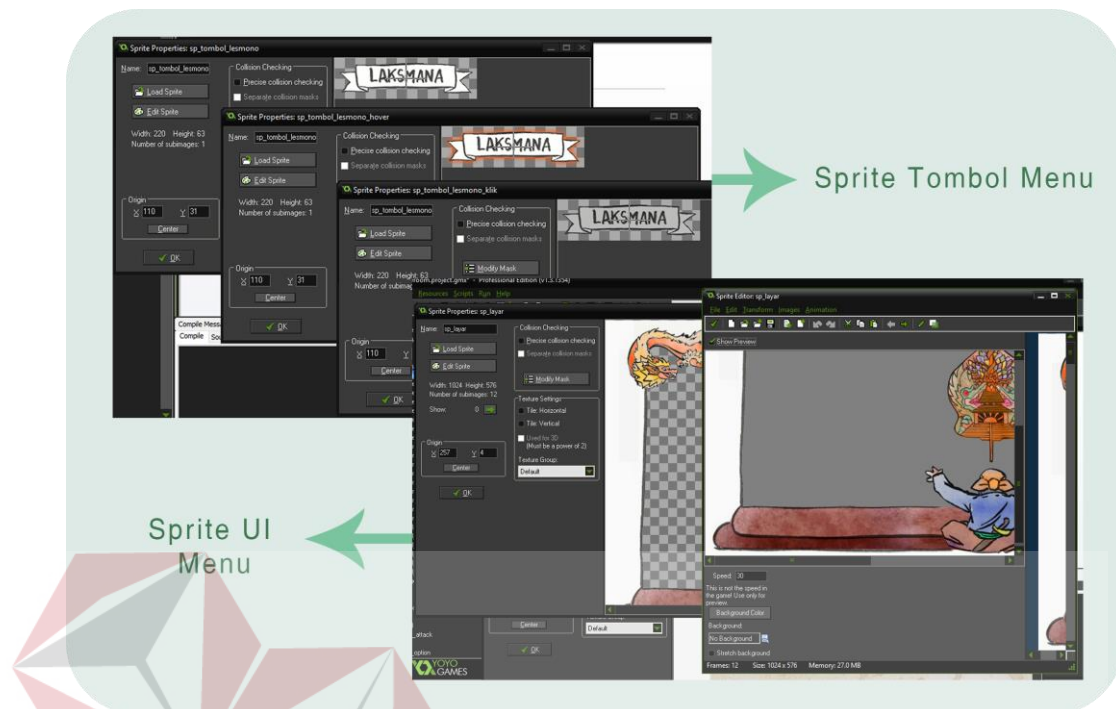 Sprite Properties: sp_tombol_lesmono
Name: sp_tombol_lesmono
Load Sprite
Edit Sprite
Width: 220 Height: 63
Number of subimages: 1
Origin
X 110 Y 31
Center
OK
Collision Checking
Precise collision checking
Separate collision masks
LAKSMANA
Sprite Properties: sp_tombol_lesmono_hover
Name: sp_tombol_lesmono
Load Sprite
Edit Sprite
Width: 220 Height: 63
Number of subimages: 1
Origin
X 110 Y 31
Center
OK
Collision Checking
Precise collision checking
Separate collision masks
LAKSMANA
Sprite Properties: sp_tombol_lesmono_klik
Name: sp_tombol_lesmono
Load Sprite
Edit Sprite
Width: 220 Height: 63
Number of subimag
Origin
X 110 Y
Center
OK
Collision Checking
Precise collision checking
Separate collision masks
Modify Mask
LAKSMANA
Sprite Tombol Menu
Compile Mess
Compile
Professional Edition
Resources Scripts Run Help
Sprite Properties: sp_layar
Name: sp_layar
Load Sprite
Edit Sprite
Width: 1024 Height: 576
Number of subimages: 12
Show: 0
Origin
X 257 Y 4
Center
OK
Collision Checking
Precise collision checking
Separate collision masks
Modify Mask
Texture Settings
Tile: Horizontal
Tile: Vertical
Used for 3D
(Must be a power of 2)
Texture Group:
Default
Sprite Editor: sp_layar
File Edit Transform Images Animation
Show Preview
Speed: 30
This is not the speed in
the game! Use only for
preview.
Background Color
Background:
No Background
Stretch background
Frames: 12 Size: 1024 x 576 Memory: 27.0 MB
Sprite UI
Menu
_attack
_option
Center
Default
OK
YOYO
GAMES